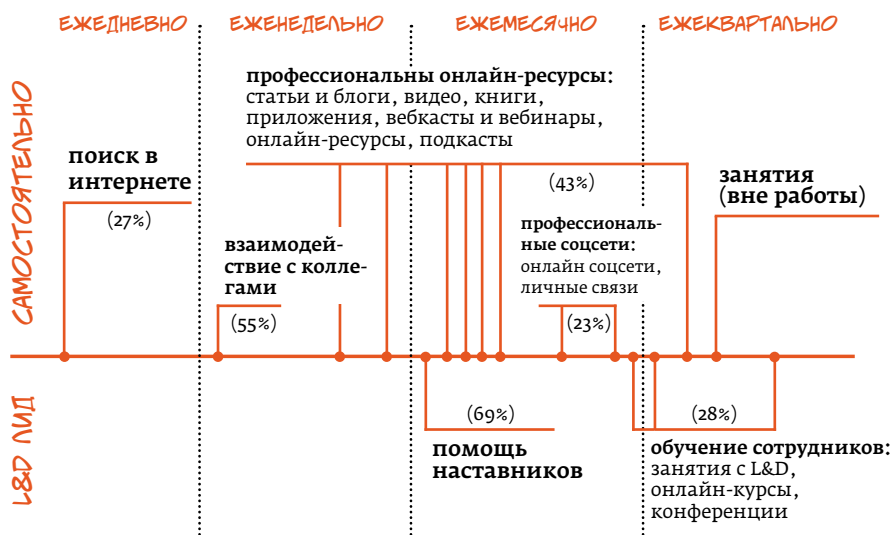 ЕЖЕДНЕВНО
ЕЖЕНЕДЕЛЬНО
ЕЖЕМЕСЯЧНО
ЕЖЕКВАРТАЛЬНО
САМОСТОЯТЕЛЬНО
профессиональны онлайн-ресурсы:
статьи и блоги, видео, книги,
приложения, вебкасты и вебинары,
онлайн-ресурсы, подкасты
(43%)
поиск в
интернете
(27%)
взаимодей-
ствие с колле-
гами
(55%)
профессиональ-
ные соцсети:
онлайн соцсети,
личные связи
(23%)
занятия
(вне работы)
L&D ЛИД
(69%)
помощь
наставников
(28%)
обучение сотрудников:
занятия с L&D,
онлайн-курсы,
конференции